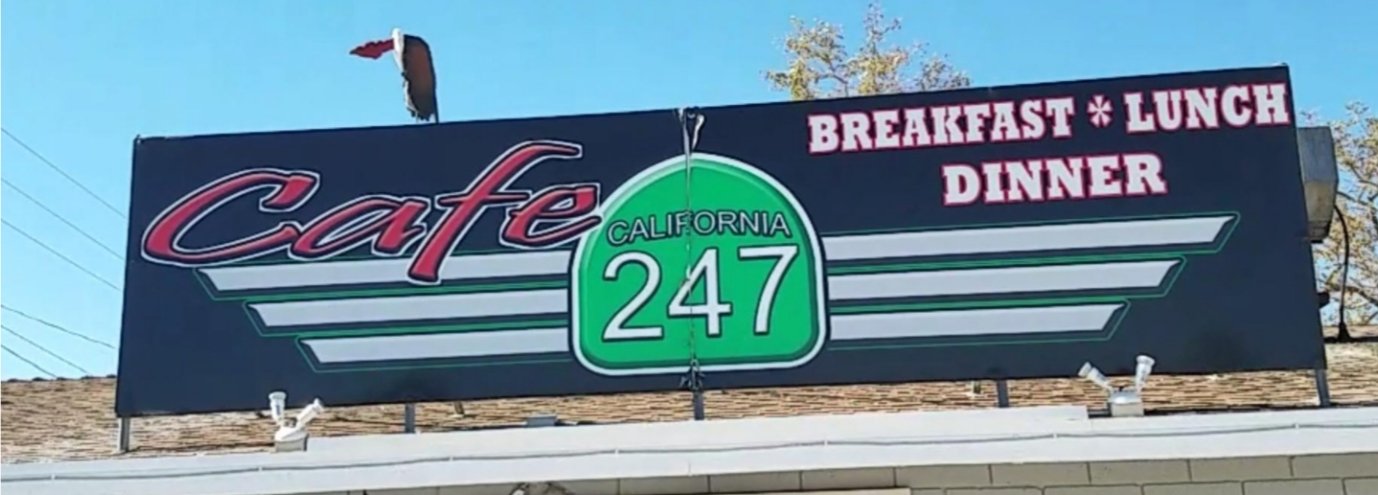 Cafe
CALIFORNIA
247
BREAKFAST * LUNCH
DINNER